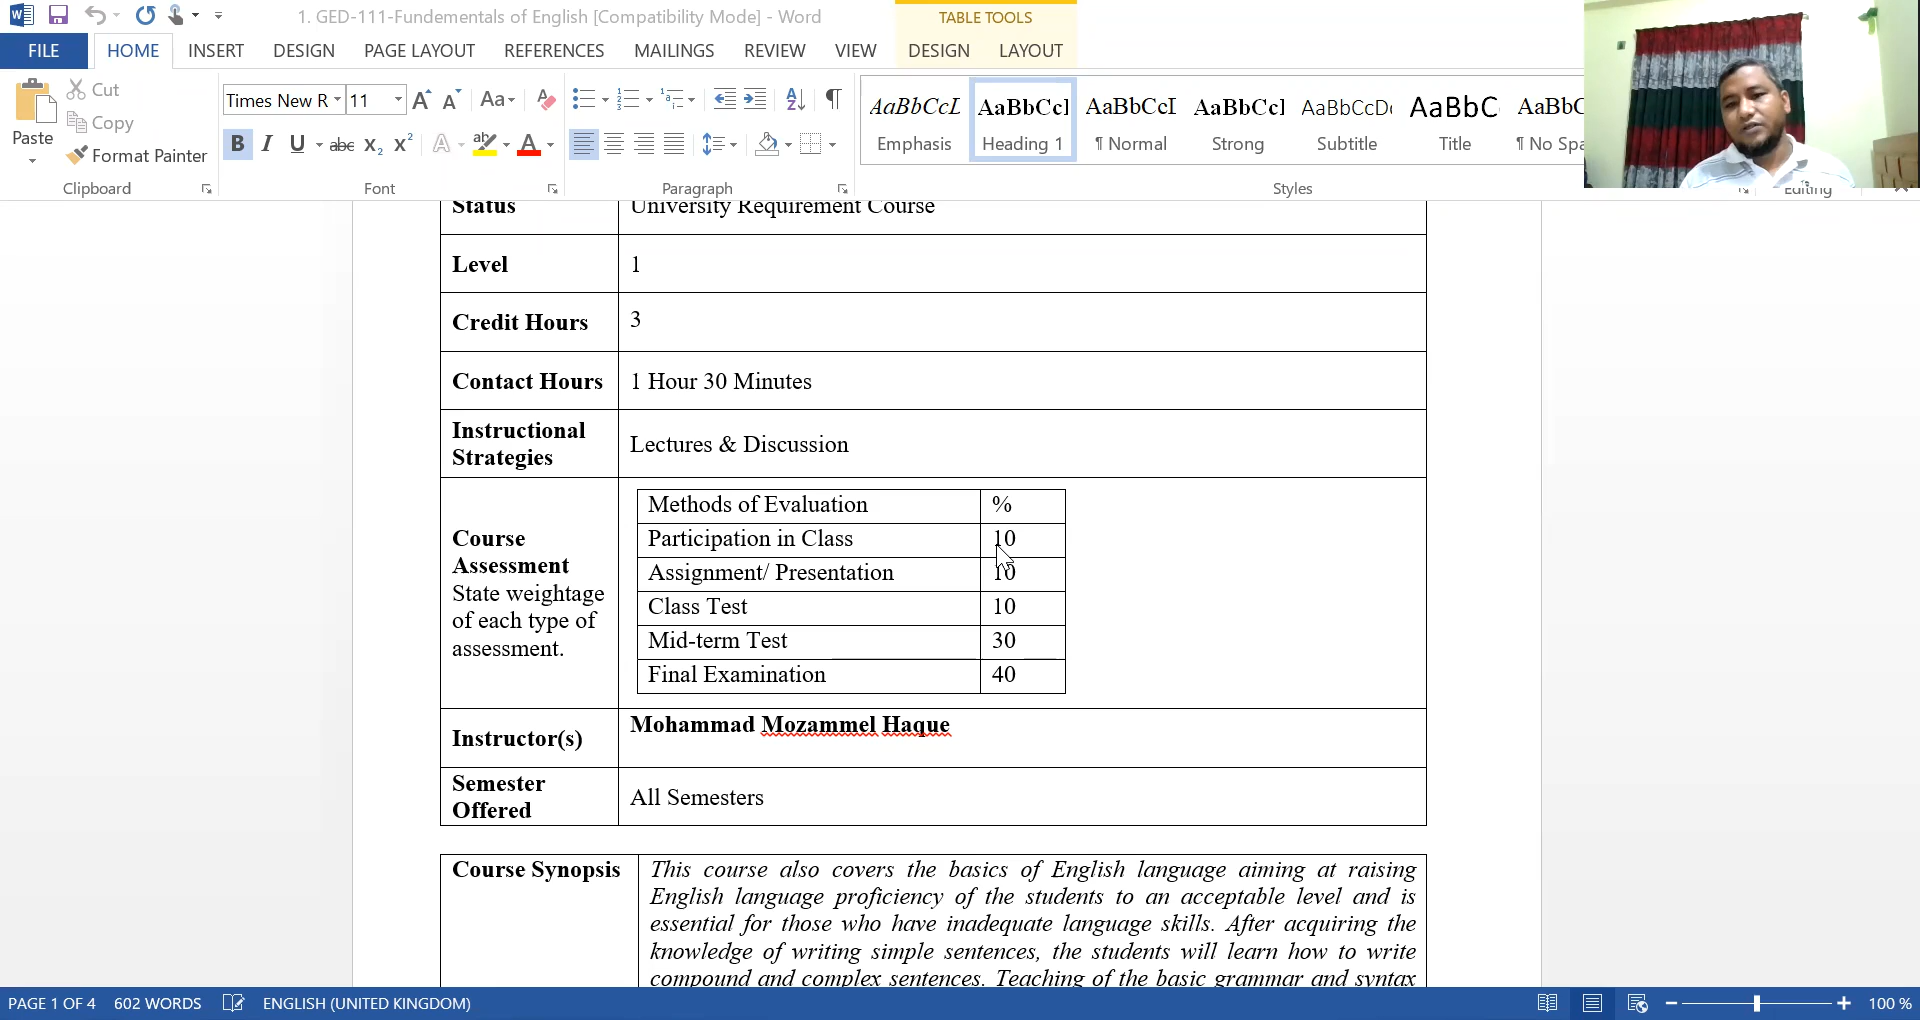 1. GED-111-Fundementals of English [Compatibility Mode] - Word
TABLE TOOLS
FILE HOME INSERT DESIGN PAGE LAYOUT REFERENCES MAILINGS REVIEW VIEW DESIGN LAYOUT
Paste
Cut
Copy
Format Painter
Clipboard
Times New R 11
Font
Paragraph
AaBbCcL AaBbCc] AaBbCcI AaBbCc] AaBbCcD AaBbC AaBbC
Emphasis Heading 1 ¶ Normal Strong Subtitle Title ¶ No Spa
Styles
Editing
Status University Requirement Course
Level 1
Credit Hours 3
Contact Hours 1 Hour 30 Minutes
Instructional Strategies Lectures & Discussion
Course
Assessment
State weightage
of each type of
assessment.
Methods of Evaluation %
Participation in Class 10
Assignment/ Presentation 10
Class Test 10
Mid-term Test 30
Final Examination 40
Instructor(s) Mohammad Mozammel Haque
Semester
Offered
All Semesters
Course Synopsis
This course also covers the basics of English language aiming at raising
English language proficiency of the students to an acceptable level and is
essential for those who have inadequate language skills. After acquiring the
knowledge of writing simple sentences, the students will learn how to write
compound and complex sentences. Teaching of the basic grammar and syntax
PAGE 1 OF 4 602 WORDS ENGLISH (UNITED KINGDOM) 100 %